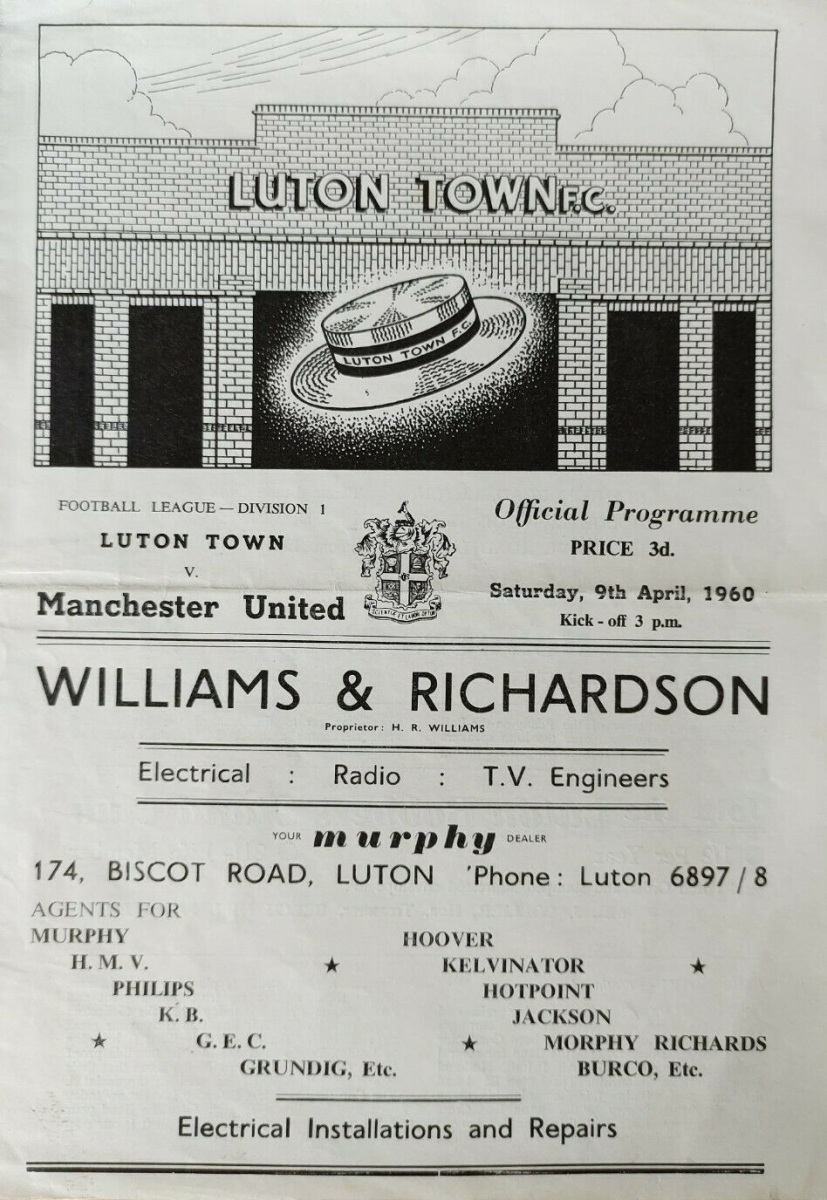 LUTON TOWN F.C.
LUTON TOWN F.C.
FOOTBALL LEAGUE — DIVISION 1
LUTON TOWN
V.
Manchester United
Official Programme
PRICE 3d.
Saturday, 9th April, 1960
Kick - off 3 p.m.
WILLIAMS & RICHARDSON
Proprietor: H. R. WILLIAMS
Electrical : Radio : T.V. Engineers
YOUR murphy DEALER
174, BISCOT ROAD, LUTON 'Phone: Luton 6897 / 8
AGENTS FOR
MURPHY
H. M. V.
PHILIPS
K. B.
G. E. C.
GRUNDIG, Etc.
HOOVER
KELVINATOR
HOTPOINT
JACKSON
MORPHY RICHARDS
BURCO, Etc.
Electrical Installations and Repairs